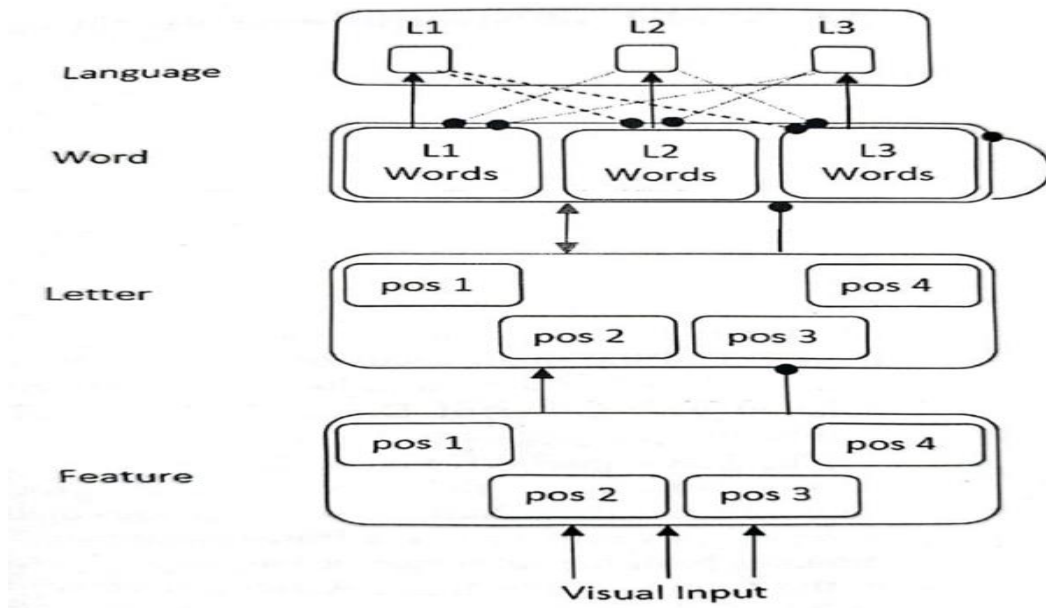 L1 L2 L3
Language
Word
L1 Words
L2 Words
L3 Words
Letter
pos 1
pos 4
pos 2
pos 3
Feature
pos 1
pos 4
pos 2
pos 3
Visual Input